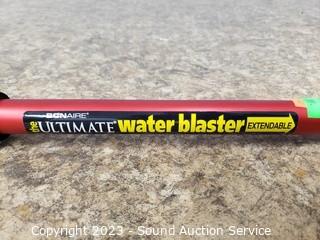 BONAIRE®
the ULTIMATE® water blaster EXTENDABLE
Copyright 2023 - Sound Auction Service